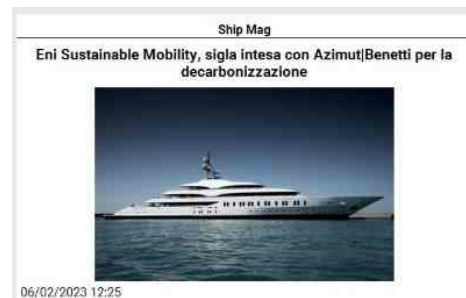 Ship Mag
Eni Sustainable Mobility, sigla intesa con Azimut|Benetti per la
decarbonizzazione
06/02/2023 12:25